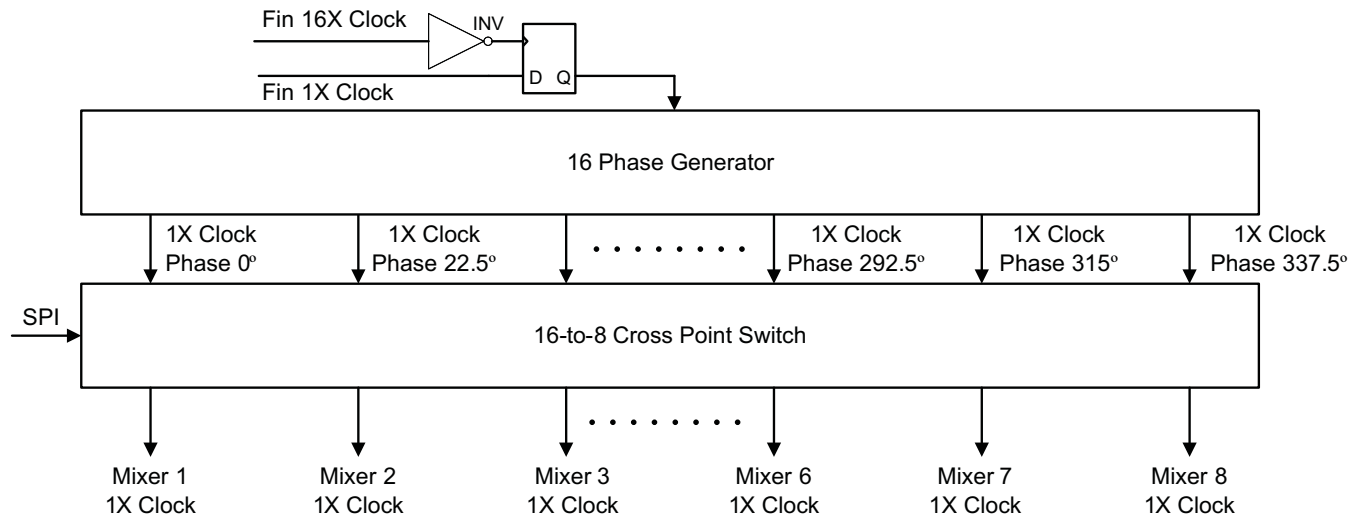 Fin 16X Clock
INV
D Q
Fin 1X Clock
16 Phase Generator
1X Clock
Phase 0º
1X Clock
Phase 22.5º
1X Clock
Phase 292.5º
1X Clock
Phase 315º
1X Clock
Phase 337.5º
SPI
16-to-8 Cross Point Switch
Mixer 1
1X Clock
Mixer 2
1X Clock
Mixer 3
1X Clock
Mixer 6
1X Clock
Mixer 7
1X Clock
Mixer 8
1X Clock